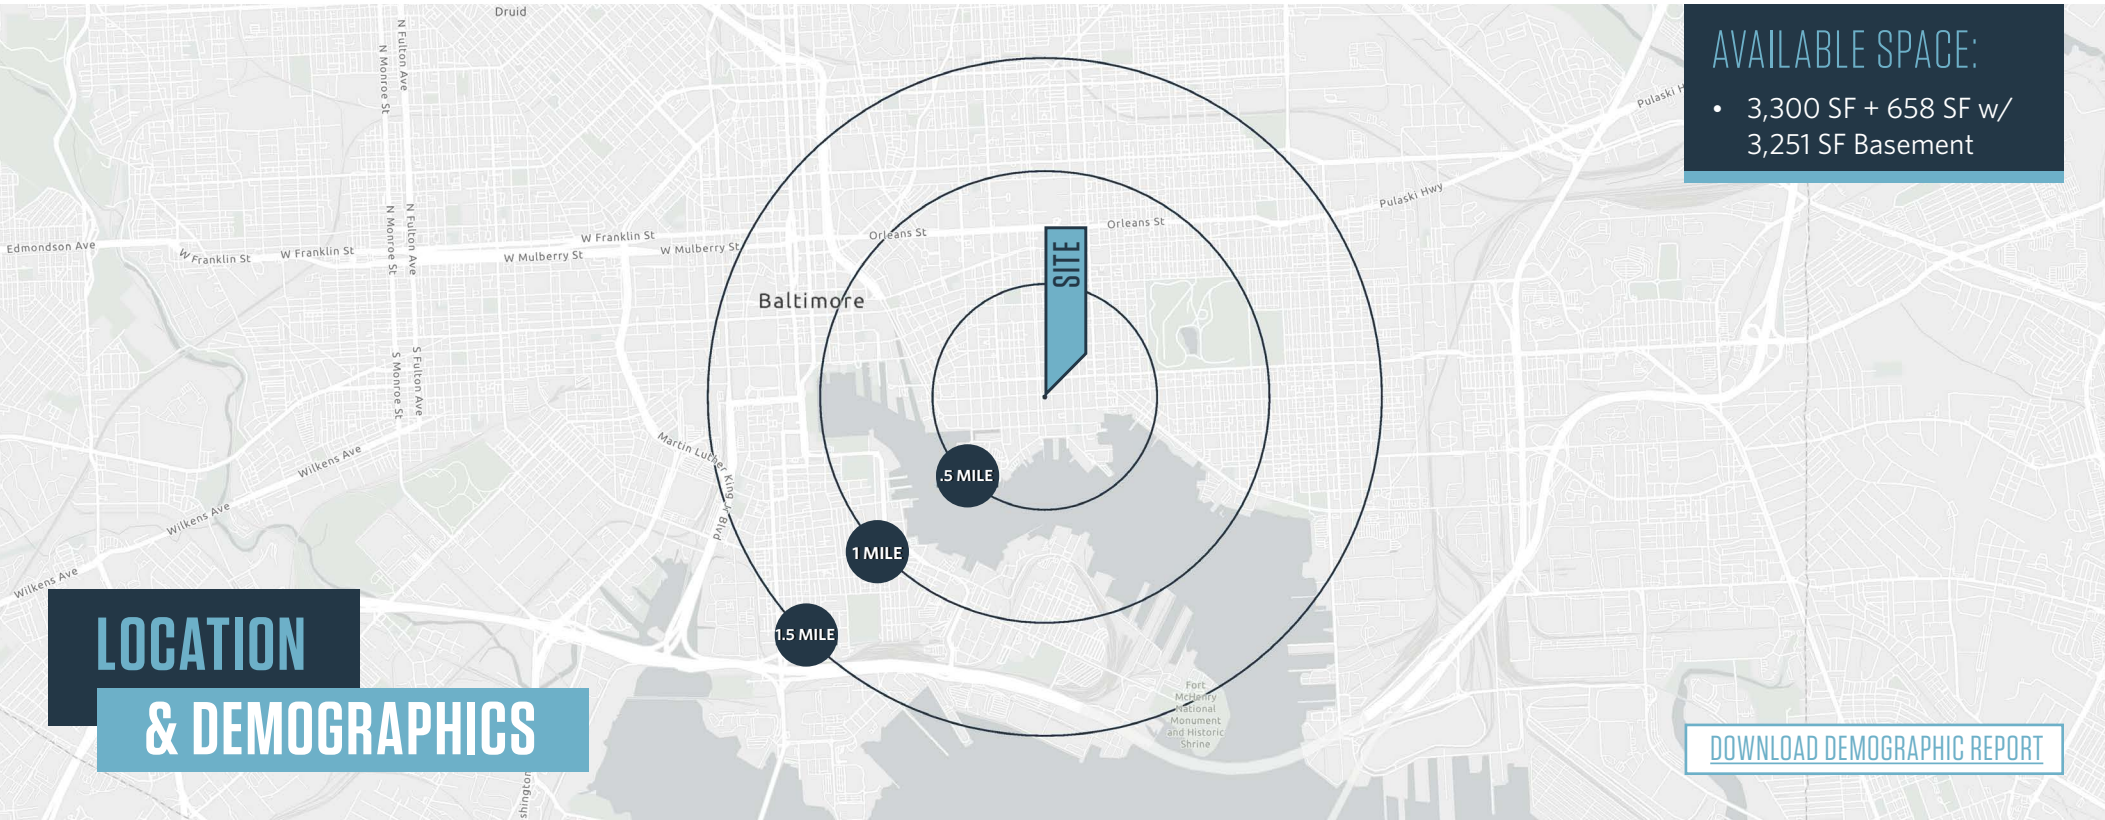 Druid
N Fulton Ave
N Monroe St
AVAILABLE SPACE:
• 3,300 SF + 658 SF w/
3,251 SF Basement
Pulaski H
Pulaski Hwy
N Monroe St
N Fulton Ave
Edmondson Ave
W Franklin St
W Franklin St
W Mulberry St
W Franklin St
W Mulberry St
Orleans St
Orleans St
SITE
Baltimore
S Monroe St
S Fulton Ave
Wilkens Ave
Wilkens Ave
Wilkens Ave
Martin Luther King Jr Blvd
.5 MILE
1 MILE
1.5 MILE
LOCATION
& DEMOGRAPHICS
shington
Fort
McHenry
National
Monument
and Historic
Shrine
DOWNLOAD DEMOGRAPHIC REPORT